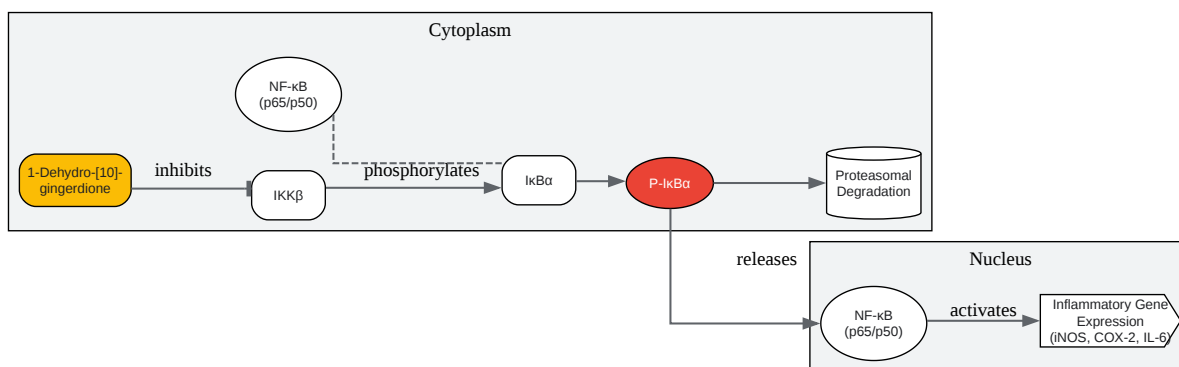 Cytoplasm
NF-κB
(p65/p50)
1-Dehydro-[10]-
gingerdione
inhibits
IKKβ
phosphorylates
IκBα
P-IκBα
Proteasomal
Degradation
releases
Nucleus
NF-κB
(p65/p50)
activates
Inflammatory Gene
Expression
(iNOS, COX-2, IL-6)